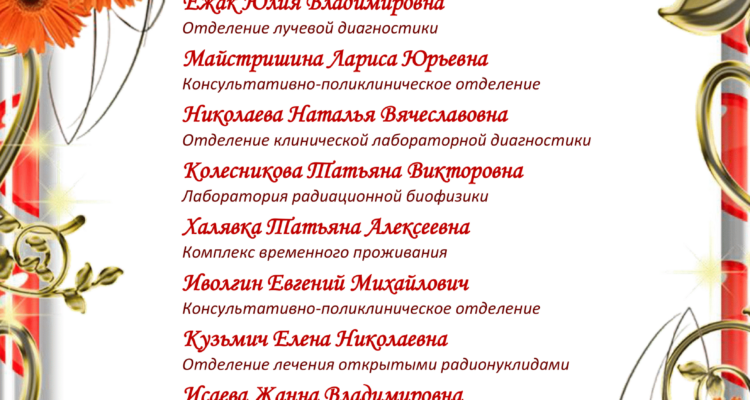 Ежак Юлия Владимировна
Отделение лучевой диагностики
Майстришина Лариса Юрьевна
Консультативно-поликлиническое отделение
Николаева Наталья Вячеславовна
Отделение клинической лабораторной диагностики
Колесникова Татьяна Викторовна
Лаборатория радиационной биофизики
Халявка Татьяна Алексеевна
Комплекс временного проживания
Иволгин Евгений Михайлович
Консультативно-поликлиническое отделение
Кузьмич Елена Николаевна
Отделение лечения открытыми радионуклидами
Исаева Жанна Владимировна